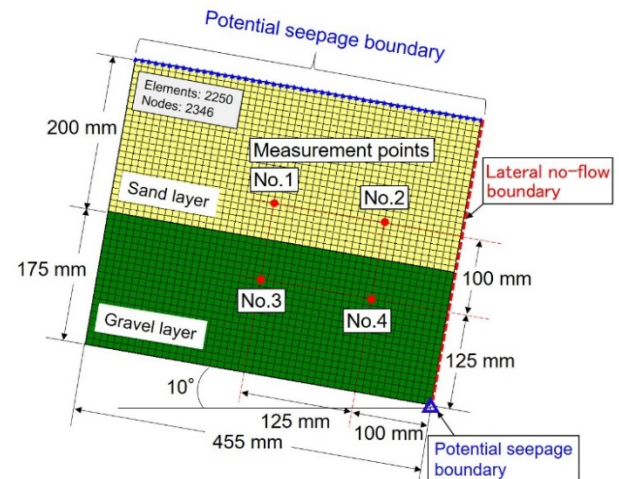 Potential seepage boundary
Elements: 2250
Nodes: 2346
200 mm
Measurement points
No.1
No.2
Lateral no-flow
boundary
Sand layer
175 mm
100 mm
No.3
No.4
Gravel layer
125 mm
10°
125 mm
100 mm
455 mm
Potential seepage
boundary